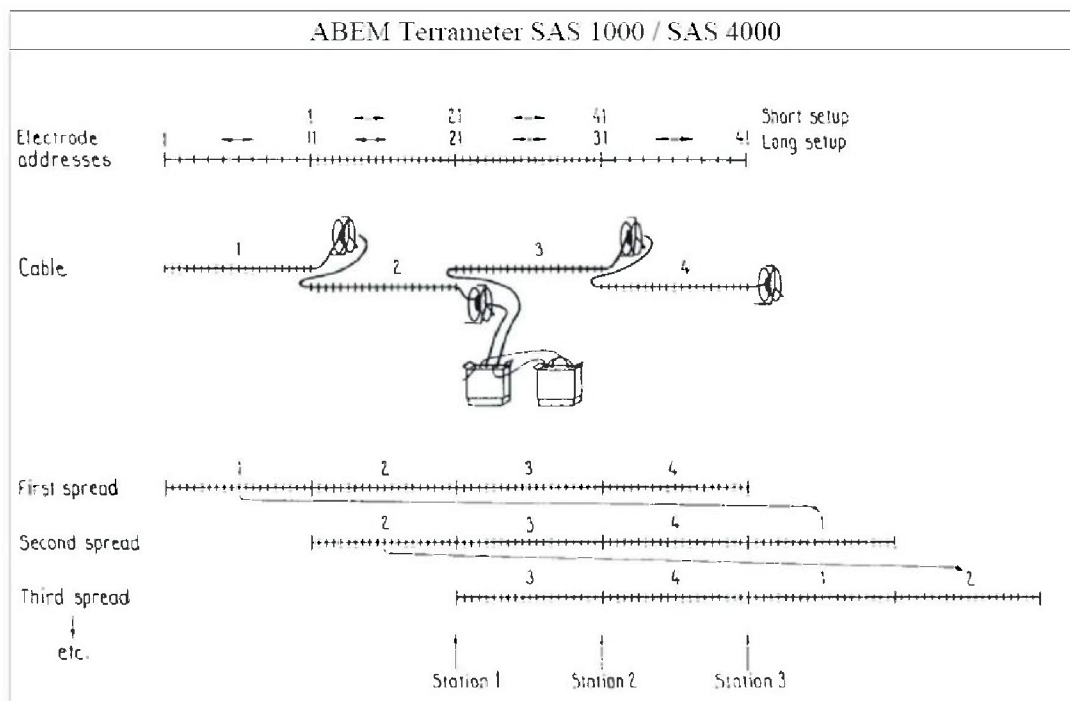 ABEM Terrameter SAS 1000 / SAS 4000
1 21 41 Short setup
Electrode addresses
1 11 21 31 41 Long setup
1 3
Cable 2 4
First spread 1 2 3 4
Second spread 2 3 4 1
Third spread 3 4 1 2
etc.
Station 1 Station 2 Station 3